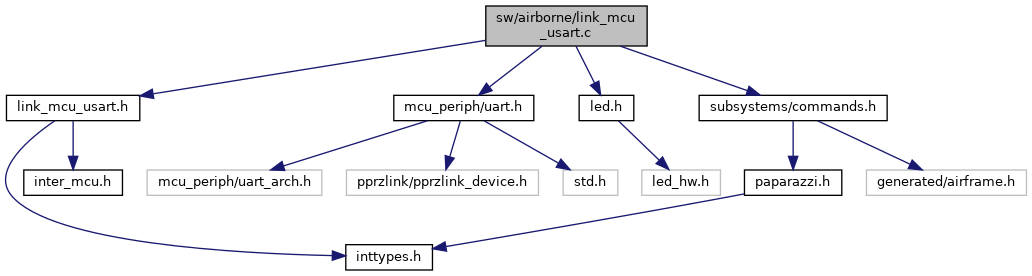 sw/airborne/link_mcu
_usart.c
link_mcu_usart.h
mcu_periph/uart.h
led.h
subsystems/commands.h
inter_mcu.h
mcu_periph/uart_arch.h
pprzlink/pprzlink_device.h
std.h
led_hw.h
paparazzi.h
generated/airframe.h
inttypes.h